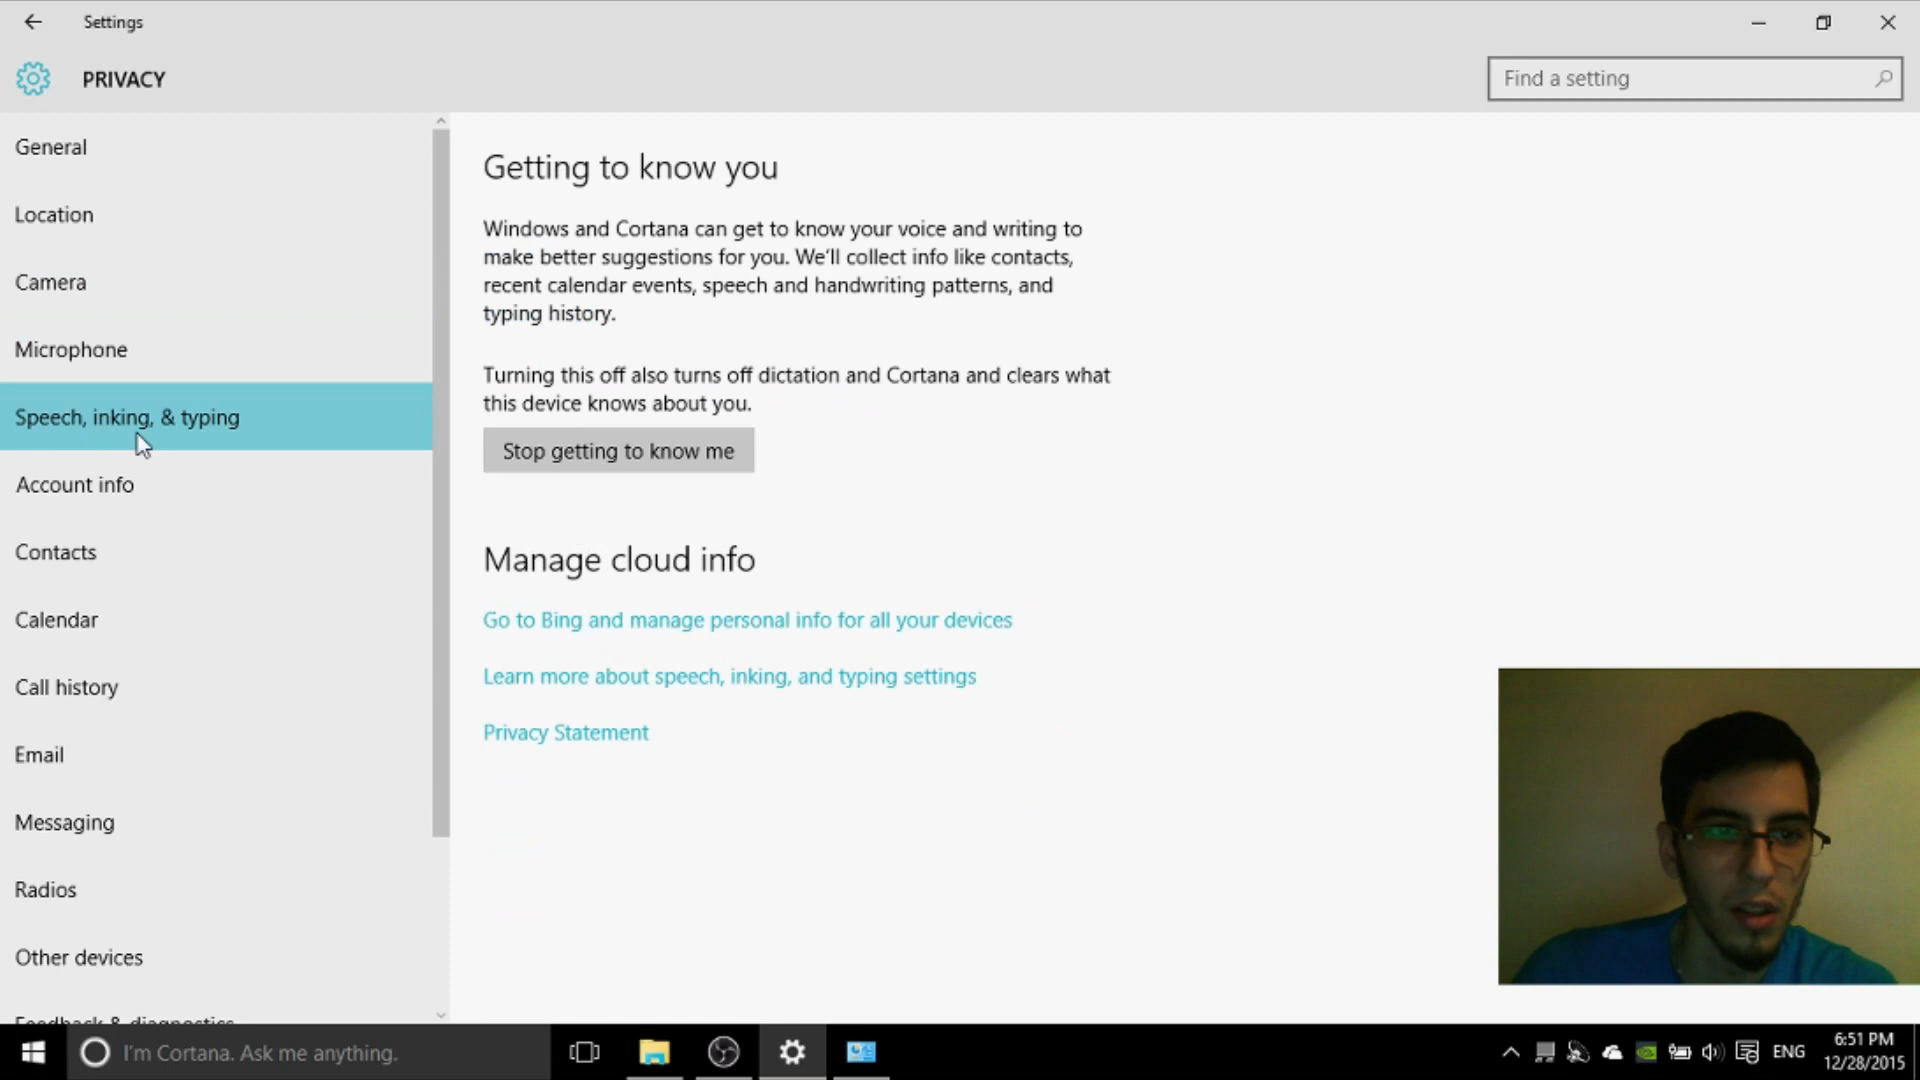 Settings
PRIVACY
Find a setting
General
Location
Camera
Microphone
Speech, inking, & typing
Account info
Contacts
Calendar
Call history
Email
Messaging
Radios
Other devices
Feedback & diagnostics
Getting to know you
Windows and Cortana can get to know your voice and writing to
make better suggestions for you. We'll collect info like contacts,
recent calendar events, speech and handwriting patterns, and
typing history.
Turning this off also turns off dictation and Cortana and clears what
this device knows about you.
Stop getting to know me
Manage cloud info
Go to Bing and manage personal info for all your devices
Learn more about speech, inking, and typing settings
Privacy Statement
I'm Cortana. Ask me anything.
ENG
6:51 PM
12/28/2015